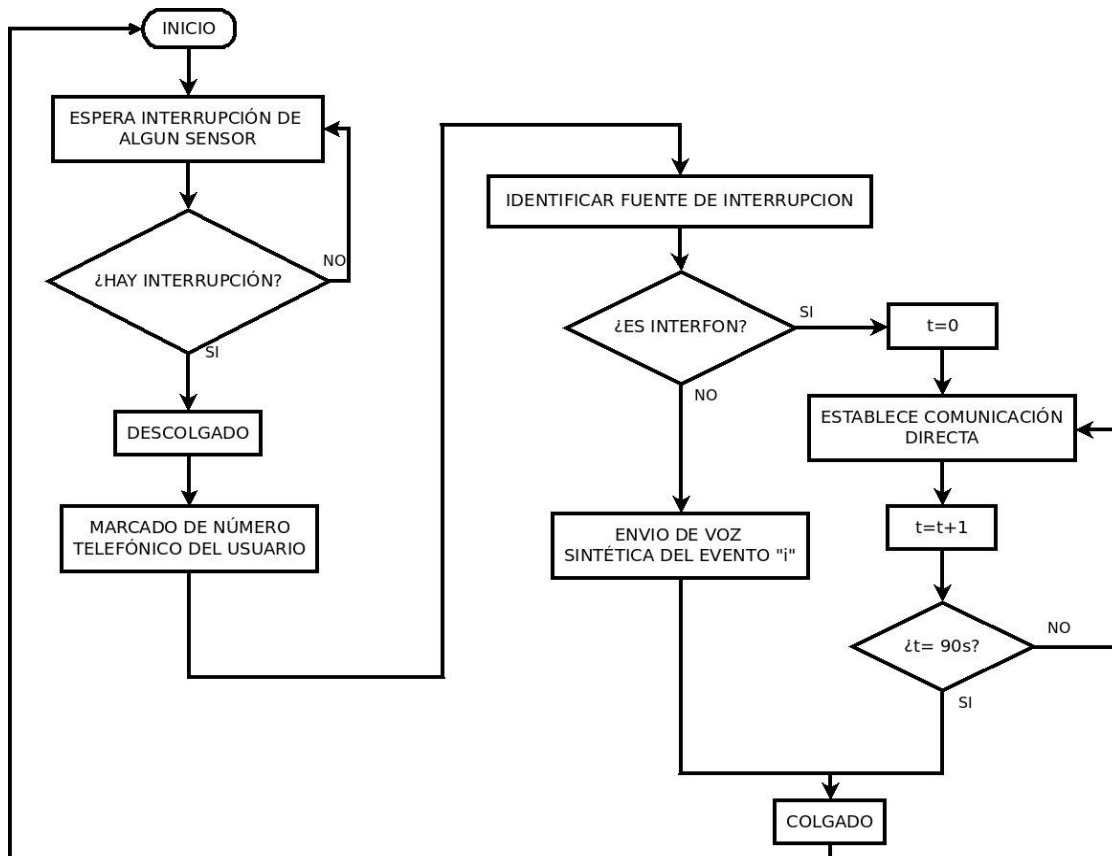 INICIO
ESPERA INTERRUPCIÓN DE
ALGUN SENSOR
¿HAY INTERRUPCIÓN?
NO
SI
DESCOLGADO
MARCADO DE NÚMERO
TELEFÓNICO DEL USUARIO
IDENTIFICAR FUENTE DE INTERRUPCION
¿ES INTERFON?
SI
NO
t=0
ESTABLECE COMUNICACIÓN
DIRECTA
t=t+1
ENVIO DE VOZ
SINTÉTICA DEL EVENTO "i"
¿t= 90s?
NO
SI
COLGADO